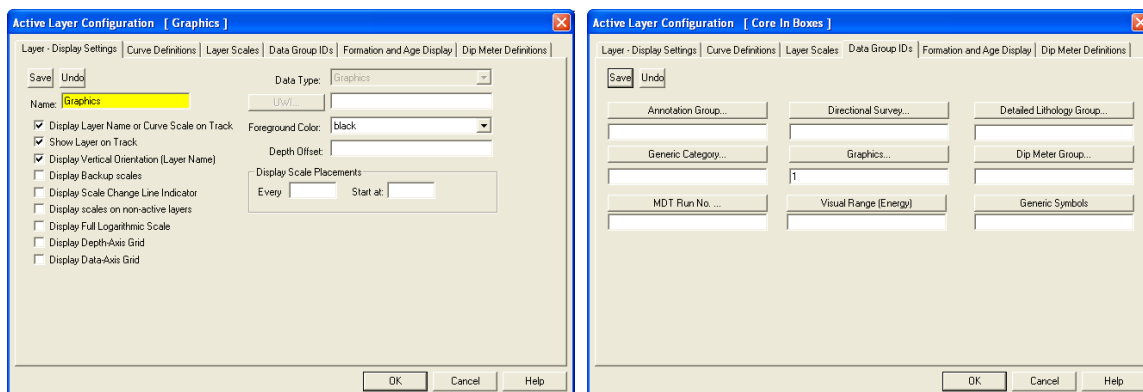 Active Layer Configuration [ Graphics ]
Layer - Display Settings Curve Definitions Layer Scales Data Group IDs Formation and Age Display Dip Meter Definitions
Save Undo
Data Type: Graphics
Name: Graphics
UWI...
Display Layer Name or Curve Scale on Track
Foreground Color: black
Show Layer on Track
Depth Offset:
Display Vertical Orientation (Layer Name)
Display Backup scales
Display Scale Placements
Display Scale Change Line Indicator
Every Start at:
Display scales on non-active layers
Display Full Logarithmic Scale
Display Depth-Axis Grid
Display Data-Axis Grid
OK Cancel Help
Active Layer Configuration [ Core In Boxes ]
Layer - Display Settings Curve Definitions Layer Scales Data Group IDs Formation and Age Display Dip Meter Definitions
Save Undo
Annotation Group... Directional Survey... Detailed Lithology Group...
Generic Category... Graphics... Dip Meter Group...
1
MDT Run No. ... Visual Range (Energy) Generic Symbols
OK Cancel Help